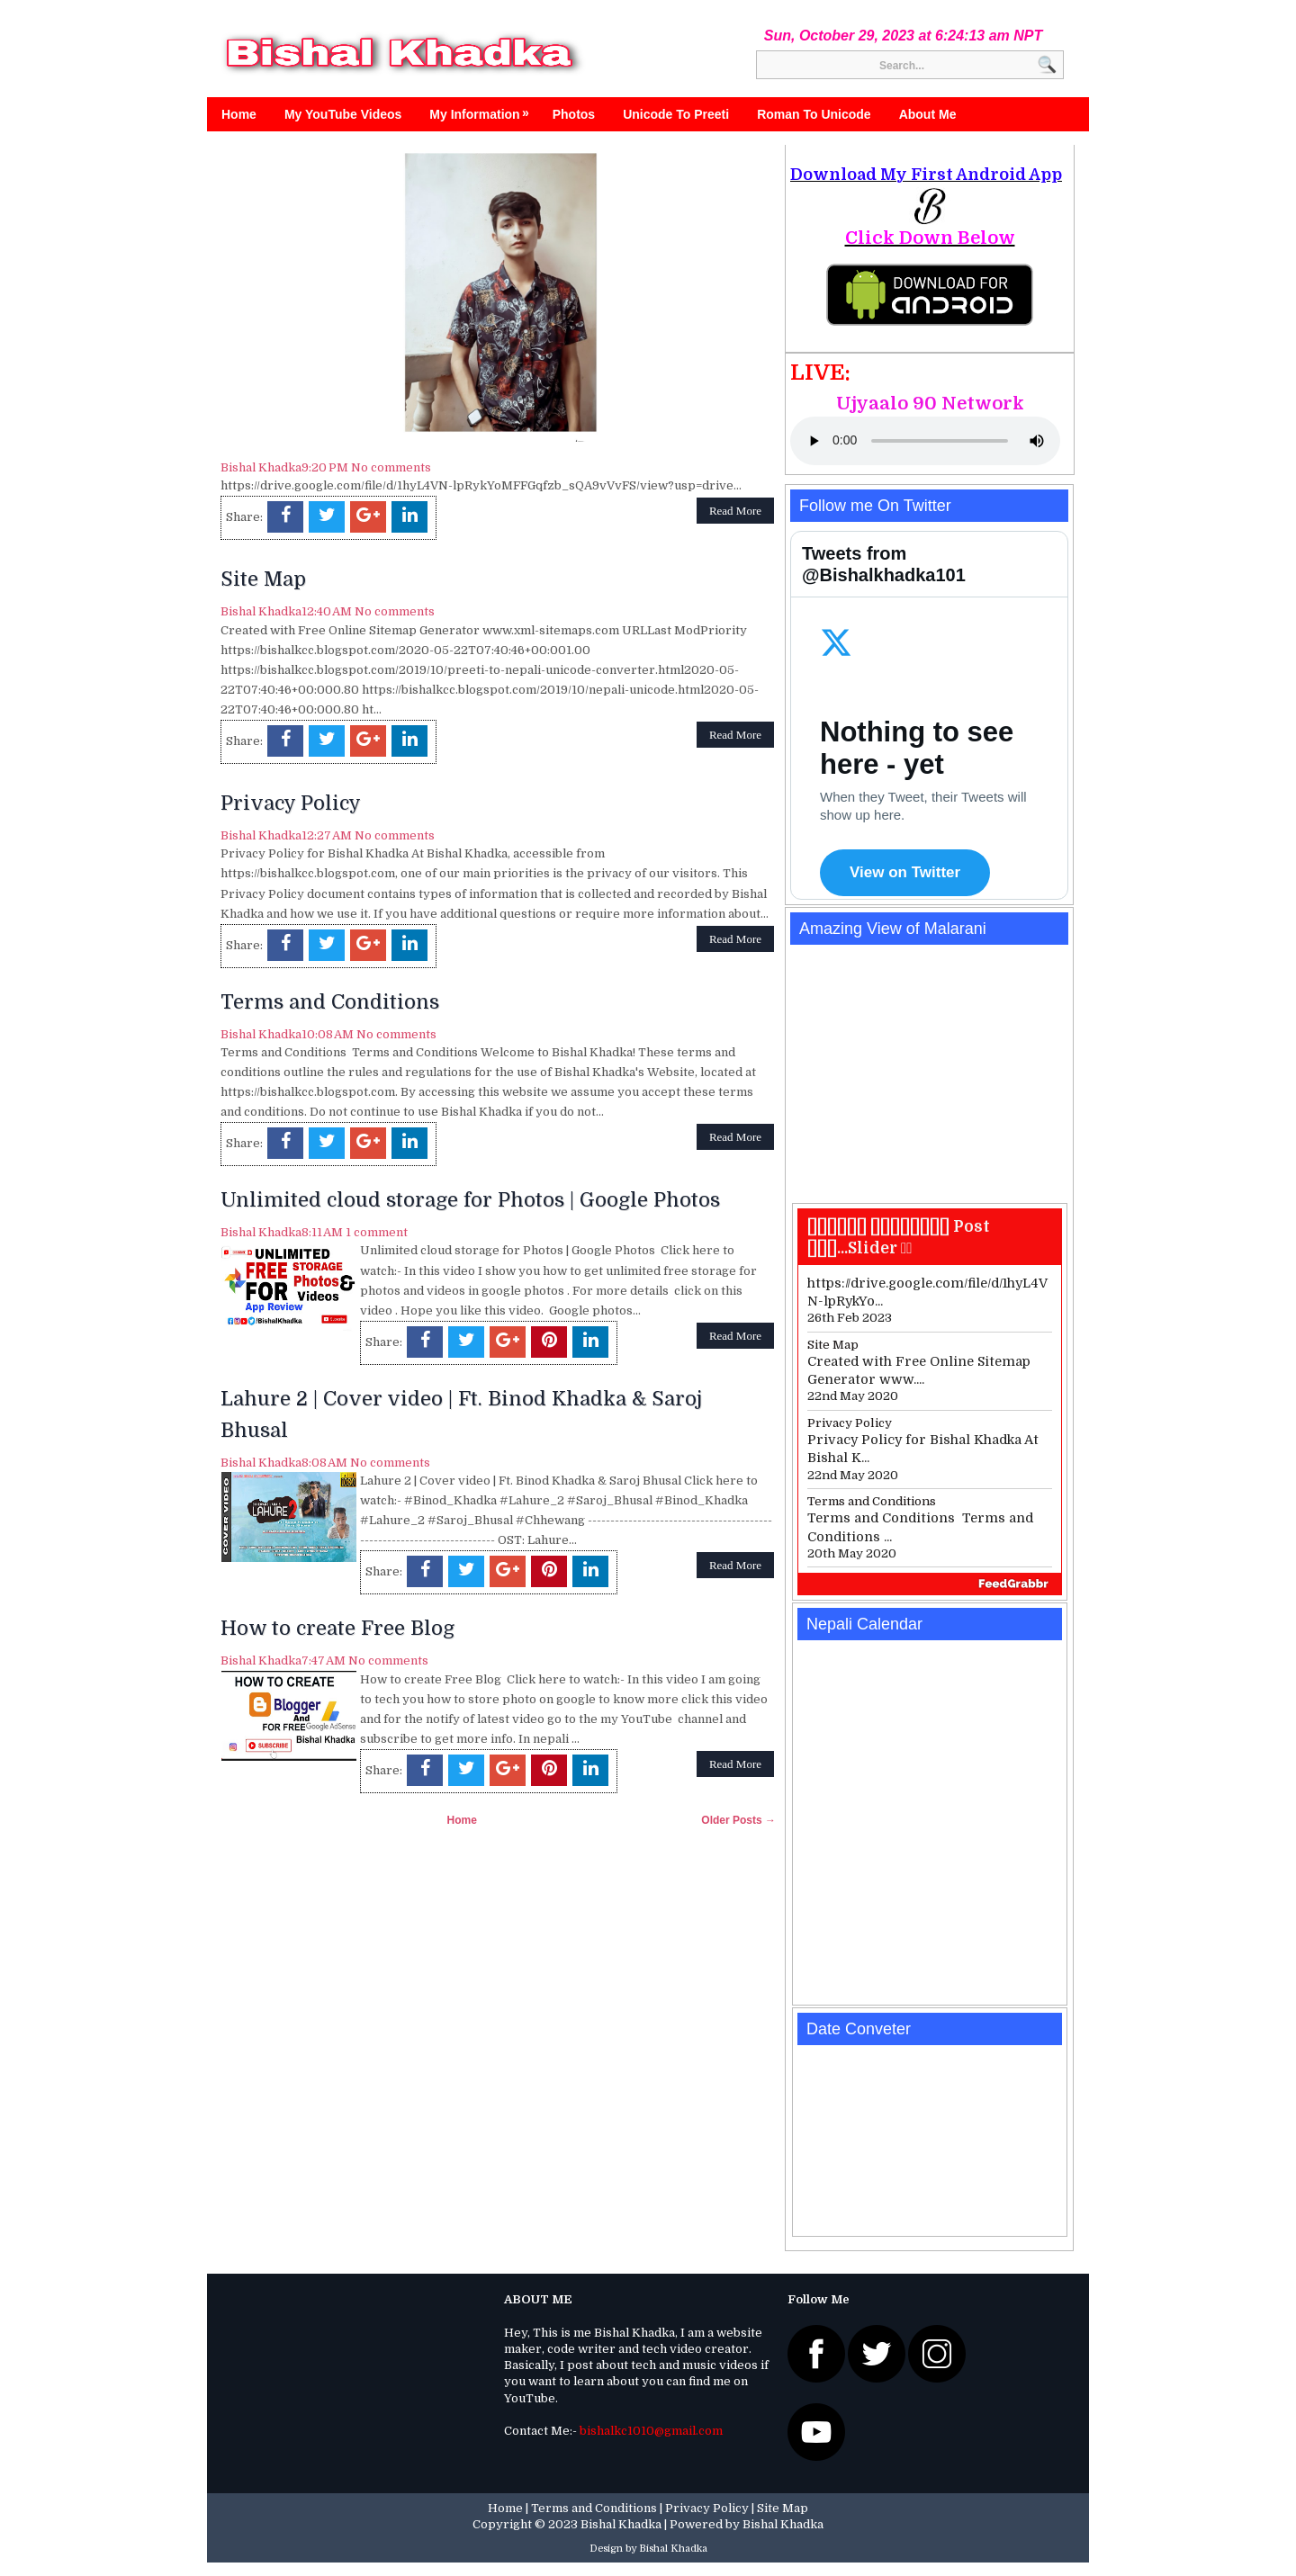 Bishal Khadka
Sun, October 29, 2023 at 6:24:13 am NPT
Search...
Home My YouTube Videos My Information » Photos Unicode To Preeti Roman To Unicode About Me
Bishal Khadka9:20 PM No comments
https://drive.google.com/file/d/1hyL4VN-lpRykYoMFFGqfzb_sQA9vVvFS/view?usp=drive...
Share:
Read More
Site Map
Bishal Khadka12:40 AM No comments
Created with Free Online Sitemap Generator www.xml-sitemaps.com URLLast ModPriority
https://bishalkcc.blogspot.com/2020-05-22T07:40:46+00:001.00
https://bishalkcc.blogspot.com/2019/10/preeti-to-nepali-unicode-converter.html2020-05-
22T07:40:46+00:000.80 https://bishalkcc.blogspot.com/2019/10/nepali-unicode.html2020-05-
22T07:40:46+00:000.80 ht...
Share:
Read More
Privacy Policy
Bishal Khadka12:27 AM No comments
Privacy Policy for Bishal Khadka At Bishal Khadka, accessible from
https://bishalkcc.blogspot.com, one of our main priorities is the privacy of our visitors. This
Privacy Policy document contains types of information that is collected and recorded by Bishal
Khadka and how we use it. If you have additional questions or require more information about...
Share:
Read More
Terms and Conditions
Bishal Khadka10:08 AM No comments
Terms and Conditions  Terms and Conditions Welcome to Bishal Khadka! These terms and
conditions outline the rules and regulations for the use of Bishal Khadka's Website, located at
https://bishalkcc.blogspot.com. By accessing this website we assume you accept these terms
and conditions. Do not continue to use Bishal Khadka if you do not...
Share:
Read More
Unlimited cloud storage for Photos | Google Photos
Bishal Khadka8:11 AM 1 comment
UNLIMITED
FREE STORAGE
Photos &
FOR Videos
App Review
/BishalKhadka
Unlimited cloud storage for Photos | Google Photos  Click here to
watch:- In this video I show you how to get unlimited free storage for
photos and videos in google photos . For more details  click on this
video . Hope you like this video.  Google photos...
Share:
Read More
Lahure 2 | Cover video | Ft. Binod Khadka & Saroj
Bhusal
Bishal Khadka8:08 AM No comments
COVER VIDEO
LAHURE 2
Lahure 2 | Cover video | Ft. Binod Khadka & Saroj Bhusal Click here to
watch:- #Binod_Khadka #Lahure_2 #Saroj_Bhusal #Binod_Khadka
#Lahure_2 #Saroj_Bhusal #Chhewang -----------------------------------------
------------------------------ OST: Lahure...
Share:
Read More
How to create Free Blog
Bishal Khadka7:47 AM No comments
HOW TO CREATE
Blogger
And
FOR FREE Google AdSense
SUBSCRIBE Bishal Khadka
How to create Free Blog  Click here to watch:- In this video I am going
to tech you how to store photo on google to know more click this video
and for the notify of latest video go to the my YouTube  channel and
subscribe to get more info. In nepali ...
Share:
Read More
Home
Older Posts →
Download My First Android App
B
Click Down Below
DOWNLOAD FOR
ANDROID
LIVE:
Ujyaalo 90 Network
0:00
Follow me On Twitter
Tweets from
@Bishalkhadka101
Nothing to see
here - yet
When they Tweet, their Tweets will
show up here.
View on Twitter
Amazing View of Malarani
Post
...Slider
https://drive.google.com/file/d/1hyL4V
N-lpRykYo...
26th Feb 2023
Site Map
Created with Free Online Sitemap
Generator www....
22nd May 2020
Privacy Policy
Privacy Policy for Bishal Khadka At
Bishal K...
22nd May 2020
Terms and Conditions
Terms and Conditions  Terms and
Conditions ...
20th May 2020
FeedGrabbr
Nepali Calendar
Date Conveter
ABOUT ME
Hey, This is me Bishal Khadka, I am a website
maker, code writer and tech video creator.
Basically, I post about tech and music videos if
you want to learn about you can find me on
YouTube.
Contact Me:- bishalkc1010@gmail.com
Follow Me
Home | Terms and Conditions | Privacy Policy | Site Map
Copyright © 2023 Bishal Khadka | Powered by Bishal Khadka
Design by Bishal Khadka